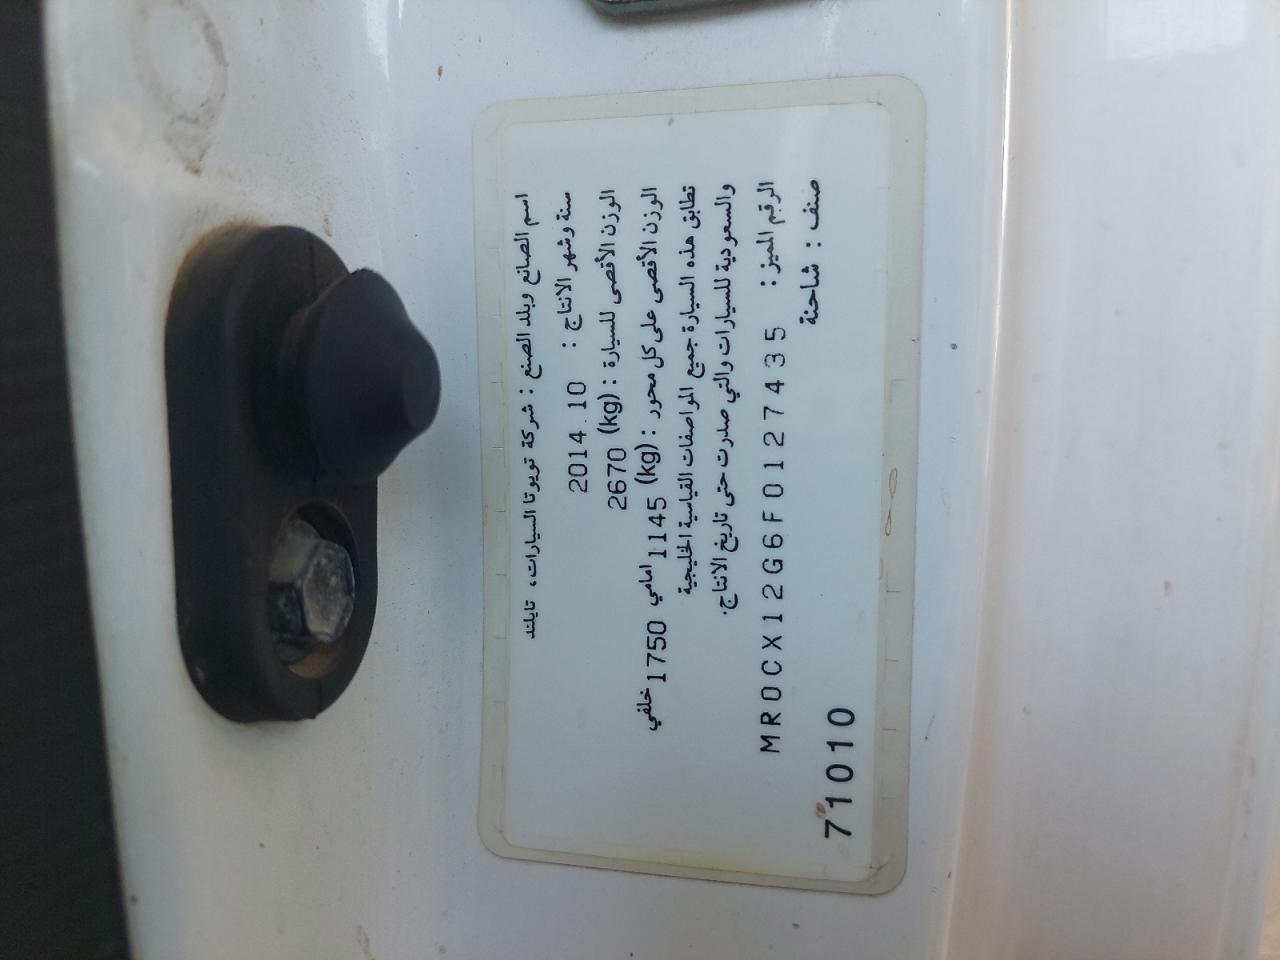 اسم الصانع وبلد الصنع : شركة تويوتا السيارات، تايلند
سنة وشهر الانتاج : 2014 10
الوزن الأقصى للسيارة : (kg) 2670
الوزن الأقصى على كل محور : (kg) 1145 امامي 1750 خلفي
تطابق هذه السيارة جميع المواصفات القياسية الخليجية
والسعودية للسيارات والتي صدرت حتى تاريخ الانتاج.
الرقم المميز : MR0CX12G6F0127435
صنف : شاحنة
71010